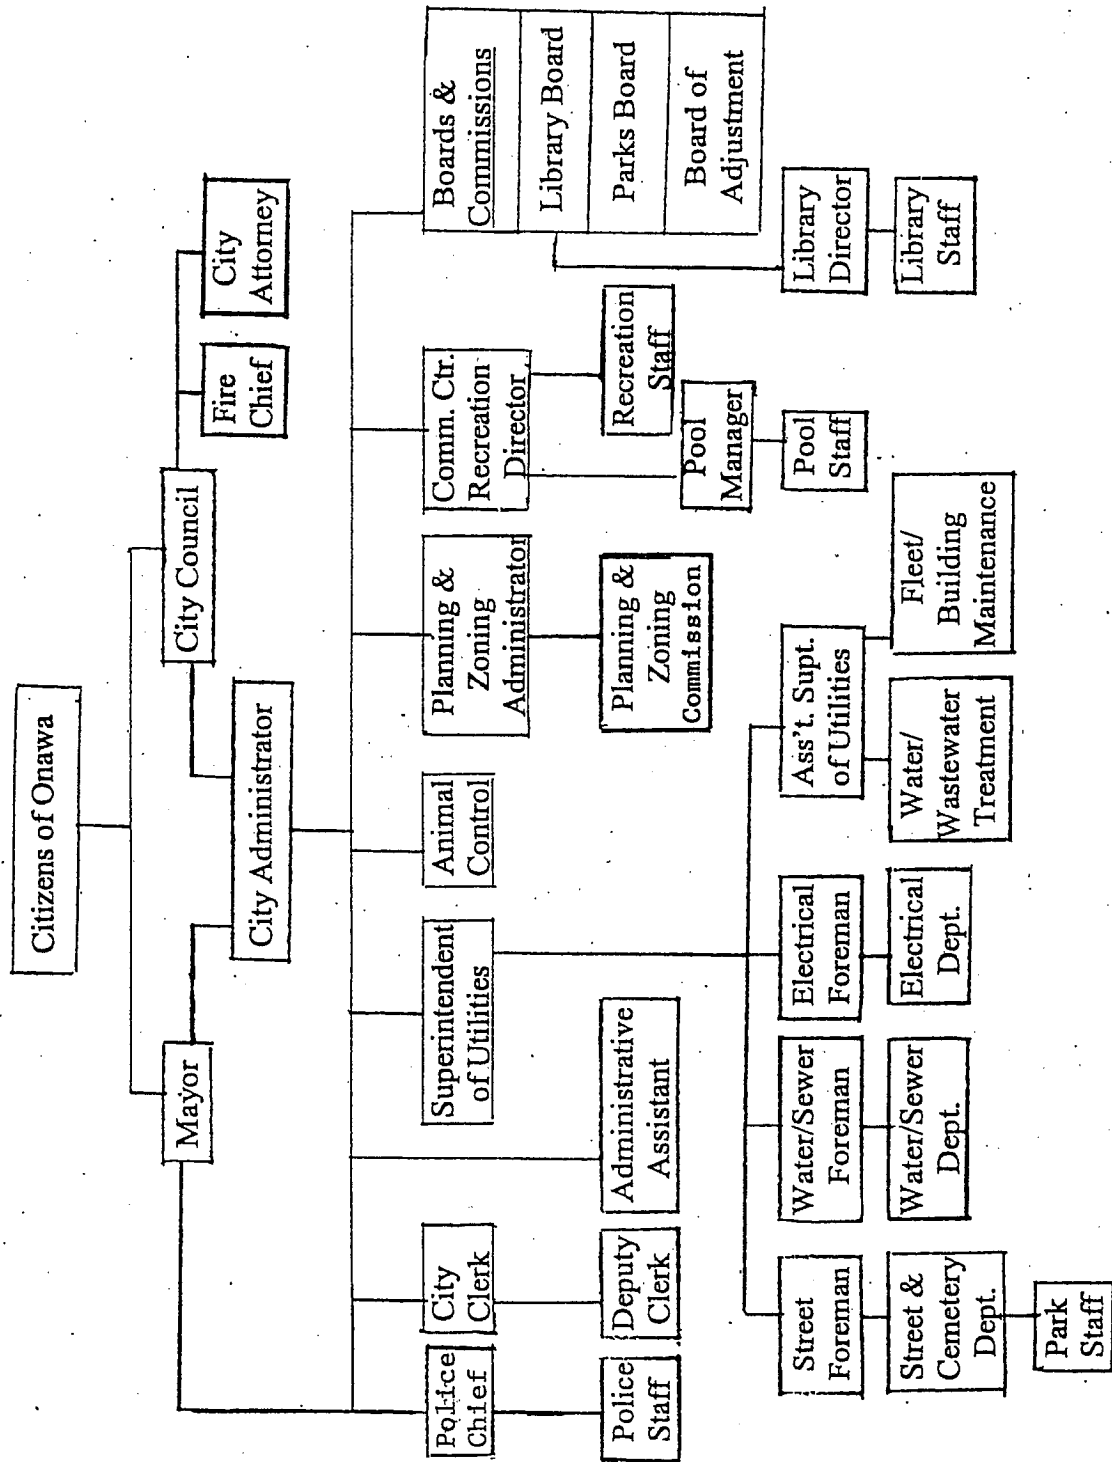 Citizens of Onawa
Mayor
City Council
City Administrator
Fire
Chief
City
Attorney
Police
Chief
City
Clerk
Superintendent
of Utilities
Animal
Control
Planning &
Zoning
Administrator
Comm. Ctr.
Recreation
Director
Boards &
Commissions
Library Board
Parks Board
Board of
Adjustment
Police
Staff
Deputy
Clerk
Administrative
Assistant
Planning &
Zoning
Commission
Recreation
Staff
Pool
Manager
Street
Foreman
Water/Sewer
Foreman
Electrical
Foreman
Ass't. Supt.
of Utilities
Pool
Staff
Library
Director
Street &
Cemetery
Dept.
Water/Sewer
Dept.
Electrical
Dept.
Water/
Wastewater
Treatment
Fleet/
Building
Maintenance
Library
Staff
Park
Staff